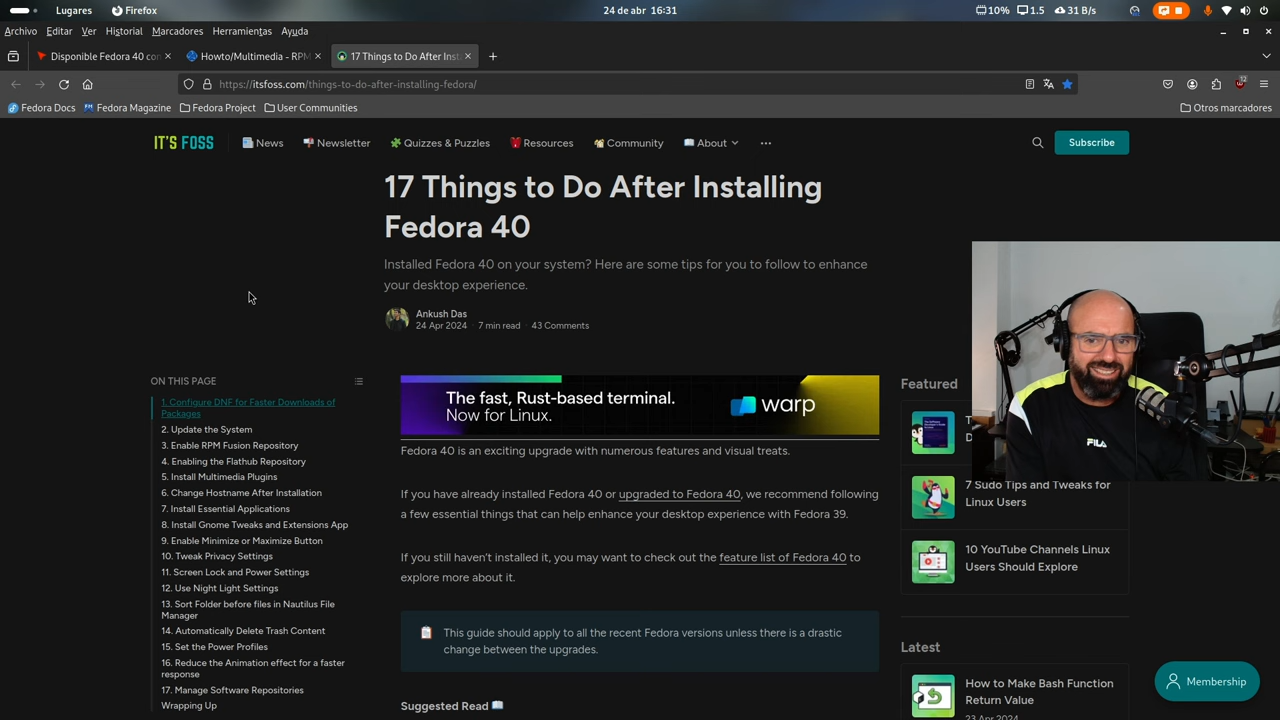 Lugares
Firefox
24 de abr 16:31
10%
1.5
31 B/s
Archivo Editar Ver Historial Marcadores Herramientas Ayuda
Disponible Fedora 40 con
Howto/Multimedia - RPM
17 Things to Do After Inst
https://itsfoss.com/things-to-do-after-installing-fedora/
12
Fedora Docs
Fedora Magazine
Fedora Project
User Communities
Otros marcadores
IT'S FOSS
News
Newsletter
Quizzes & Puzzles
Resources
Community
About
Subscribe
17 Things to Do After Installing
Fedora 40
Installed Fedora 40 on your system? Here are some tips for you to follow to enhance
your desktop experience.
Ankush Das
24 Apr 2024 · 7 min read · 43 Comments
ON THIS PAGE
1. Configure DNF for Faster Downloads of
Packages
2. Update the System
3. Enable RPM Fusion Repository
4. Enabling the Flathub Repository
5. Install Multimedia Plugins
6. Change Hostname After Installation
7. Install Essential Applications
8. Install Gnome Tweaks and Extensions App
9. Enable Minimize or Maximize Button
10. Tweak Privacy Settings
11. Screen Lock and Power Settings
12. Use Night Light Settings
13. Sort Folder before files in Nautilus File
Manager
14. Automatically Delete Trash Content
15. Set the Power Profiles
16. Reduce the Animation effect for a faster
response
17. Manage Software Repositories
Wrapping Up
The fast, Rust-based terminal.
Now for Linux.
warp
Fedora 40 is an exciting upgrade with numerous features and visual treats.
If you have already installed Fedora 40 or upgraded to Fedora 40, we recommend following
a few essential things that can help enhance your desktop experience with Fedora 39.
If you still haven't installed it, you may want to check out the feature list of Fedora 40 to
explore more about it.
This guide should apply to all the recent Fedora versions unless there is a drastic
change between the upgrades.
Suggested Read
Featured
7 Sudo Tips and Tweaks for
Linux Users
10 YouTube Channels Linux
Users Should Explore
Latest
How to Make Bash Function
Return Value
23 Apr 2024
Membership
FILA